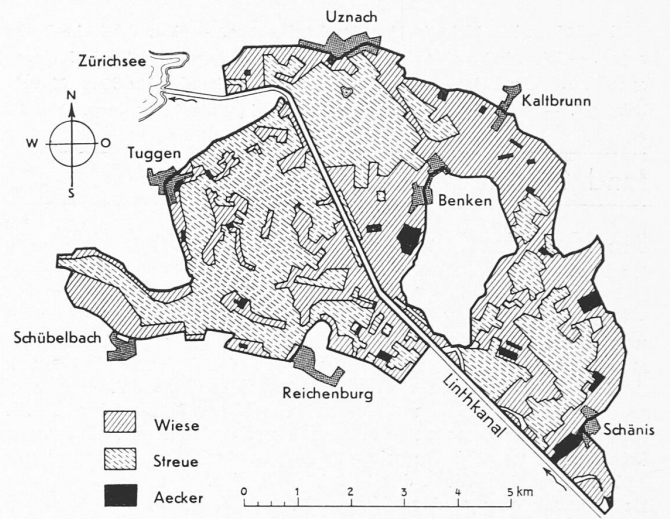 Uznach
Zürichsee
Kaltbrunn
N
W
O
S
Tuggen
Benken
Schübelbach
Reichenburg
Linthkanal
Schänis
Wiese
Streue
Aecker
0 1 2 3 4 5 km